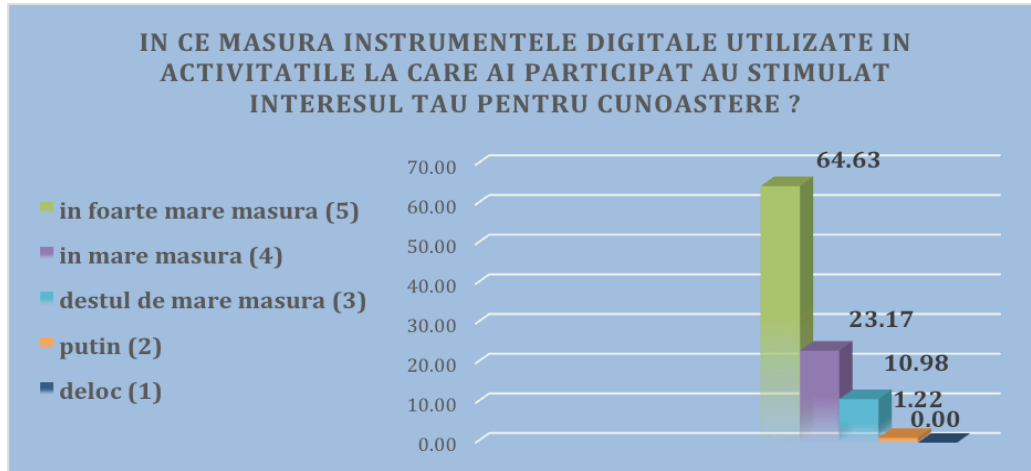 IN CE MASURA INSTRUMENTELE DIGITALE UTILIZATE IN
ACTIVITATILE LA CARE AI PARTICIPAT AU STIMULAT
INTERESUL TAU PENTRU CUNOASTERE ?
in foarte mare masura (5)
in mare masura (4)
destul de mare masura (3)
putin (2)
deloc (1)
70.00
60.00
50.00
40.00
30.00
20.00
10.00
0.00
64.63
23.17
10.98
1.22
0.00